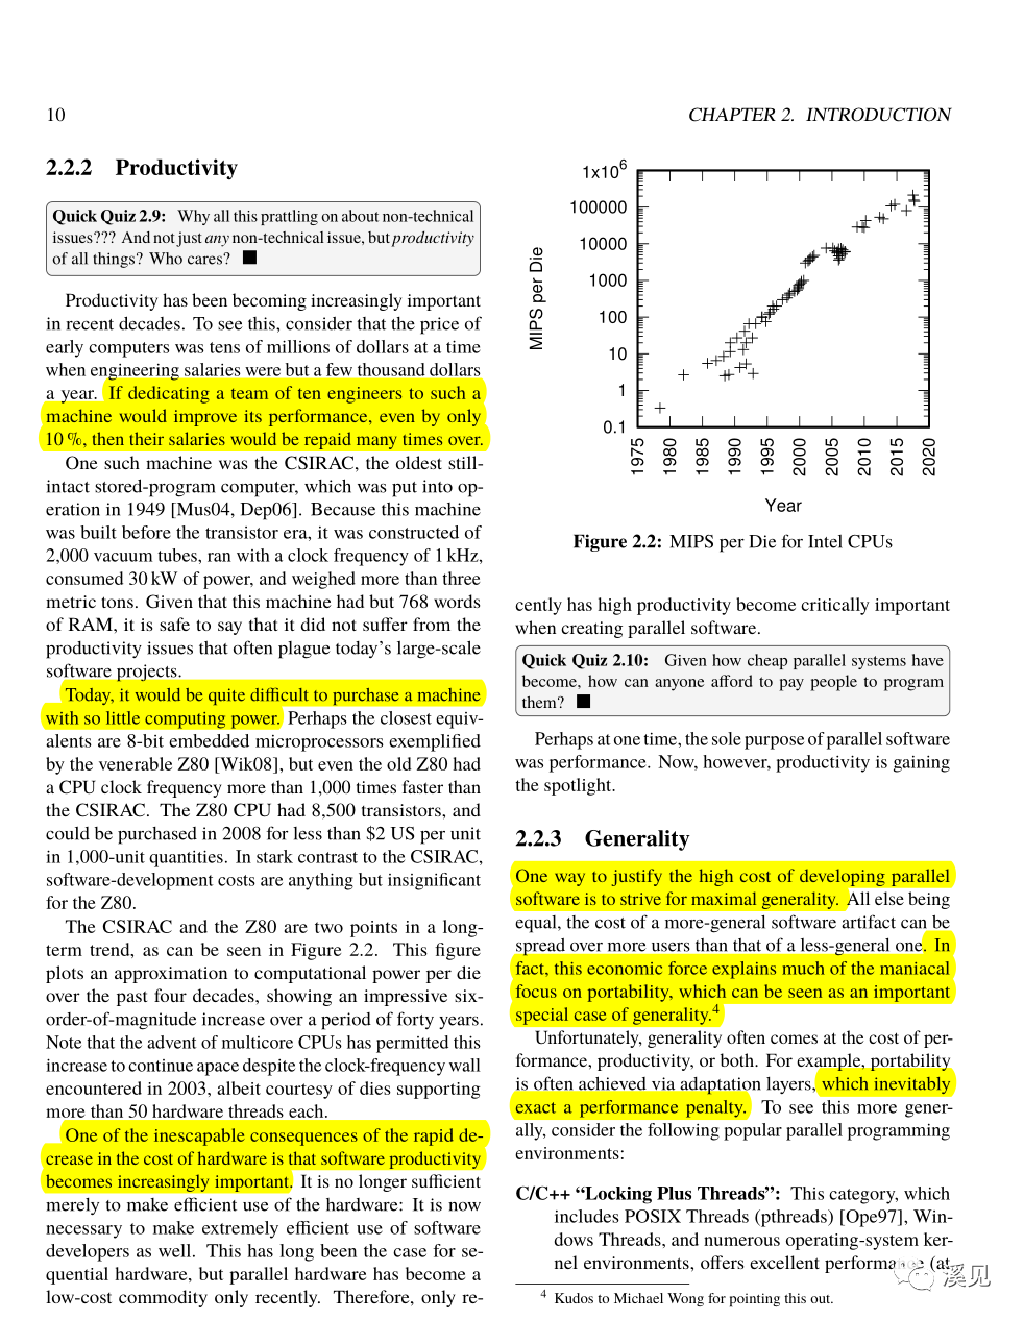 10
CHAPTER 2. INTRODUCTION
2.2.2 Productivity
Quick Quiz 2.9: Why all this prattling on about non-technical
issues??? And not just any non-technical issue, but productivity
of all things? Who cares? ■
Productivity has been becoming increasingly important
in recent decades. To see this, consider that the price of
early computers was tens of millions of dollars at a time
when engineering salaries were but a few thousand dollars
a year. If dedicating a team of ten engineers to such a
machine would improve its performance, even by only
10 %, then their salaries would be repaid many times over.
One such machine was the CSIRAC, the oldest still-
intact stored-program computer, which was put into op-
eration in 1949 [Mus04, Dep06]. Because this machine
was built before the transistor era, it was constructed of
2,000 vacuum tubes, ran with a clock frequency of 1 kHz,
consumed 30 kW of power, and weighed more than three
metric tons. Given that this machine had but 768 words
of RAM, it is safe to say that it did not suffer from the
productivity issues that often plague today's large-scale
software projects.
Today, it would be quite difficult to purchase a machine
with so little computing power. Perhaps the closest equiv-
alents are 8-bit embedded microprocessors exemplified
by the venerable Z80 [Wik08], but even the old Z80 had
a CPU clock frequency more than 1,000 times faster than
the CSIRAC. The Z80 CPU had 8,500 transistors, and
could be purchased in 2008 for less than $2 US per unit
in 1,000-unit quantities. In stark contrast to the CSIRAC,
software-development costs are anything but insignificant
for the Z80.
The CSIRAC and the Z80 are two points in a long-
term trend, as can be seen in Figure 2.2. This figure
plots an approximation to computational power per die
over the past four decades, showing an impressive six-
order-of-magnitude increase over a period of forty years.
Note that the advent of multicore CPUs has permitted this
increase to continue apace despite the clock-frequency wall
encountered in 2003, albeit courtesy of dies supporting
more than 50 hardware threads each.
One of the inescapable consequences of the rapid de-
crease in the cost of hardware is that software productivity
becomes increasingly important. It is no longer sufficient
merely to make efficient use of the hardware: It is now
necessary to make extremely efficient use of software
developers as well. This has long been the case for se-
quential hardware, but parallel hardware has become a
low-cost commodity only recently. Therefore, only re-
1x10⁶
100000
10000
1000
100
10
1
0.1
MIPS per Die
1975 1980 1985 1990 1995 2000 2005 2010 2015 2020
Year
Figure 2.2: MIPS per Die for Intel CPUs
cently has high productivity become critically important
when creating parallel software.
Quick Quiz 2.10: Given how cheap parallel systems have
become, how can anyone afford to pay people to program
them? ■
Perhaps at one time, the sole purpose of parallel software
was performance. Now, however, productivity is gaining
the spotlight.
2.2.3 Generality
One way to justify the high cost of developing parallel
software is to strive for maximal generality. All else being
equal, the cost of a more-general software artifact can be
spread over more users than that of a less-general one. In
fact, this economic force explains much of the maniacal
focus on portability, which can be seen as an important
special case of generality.⁴
Unfortunately, generality often comes at the cost of per-
formance, productivity, or both. For example, portability
is often achieved via adaptation layers, which inevitably
exact a performance penalty. To see this more gener-
ally, consider the following popular parallel programming
environments:
C/C++ “Locking Plus Threads”: This category, which
includes POSIX Threads (pthreads) [Ope97], Win-
dows Threads, and numerous operating-system ker-
nel environments, offers excellent performance (at
⁴ Kudos to Michael Wong for pointing this out.
溪见